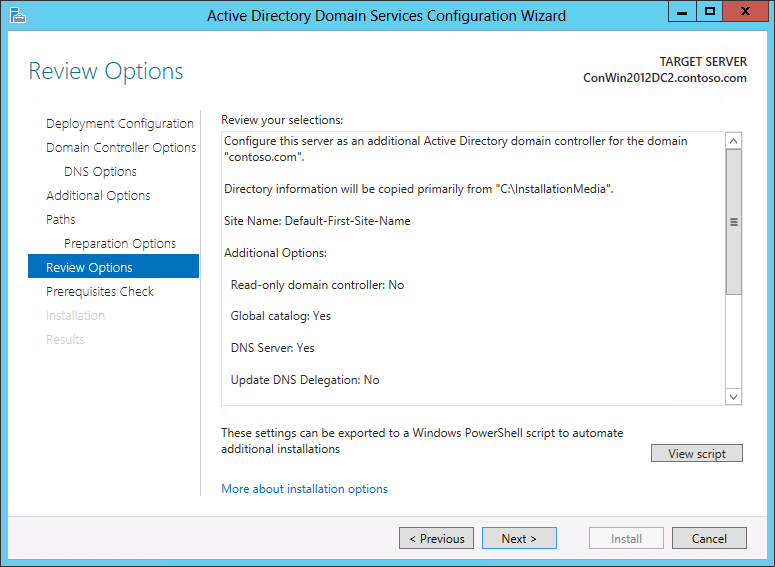 Active Directory Domain Services Configuration Wizard
Review Options
TARGET SERVER
ConWin2012DC2.contoso.com
Deployment Configuration
Domain Controller Options
DNS Options
Additional Options
Paths
Preparation Options
Review Options
Prerequisites Check
Installation
Results
Review your selections:
Configure this server as an additional Active Directory domain controller for the domain
"contoso.com".
Directory information will be copied primarily from "C:\InstallationMedia".
Site Name: Default-First-Site-Name
Additional Options:
Read-only domain controller: No
Global catalog: Yes
DNS Server: Yes
Update DNS Delegation: No
These settings can be exported to a Windows PowerShell script to automate
additional installations
View script
More about installation options
< Previous
Next >
Install
Cancel